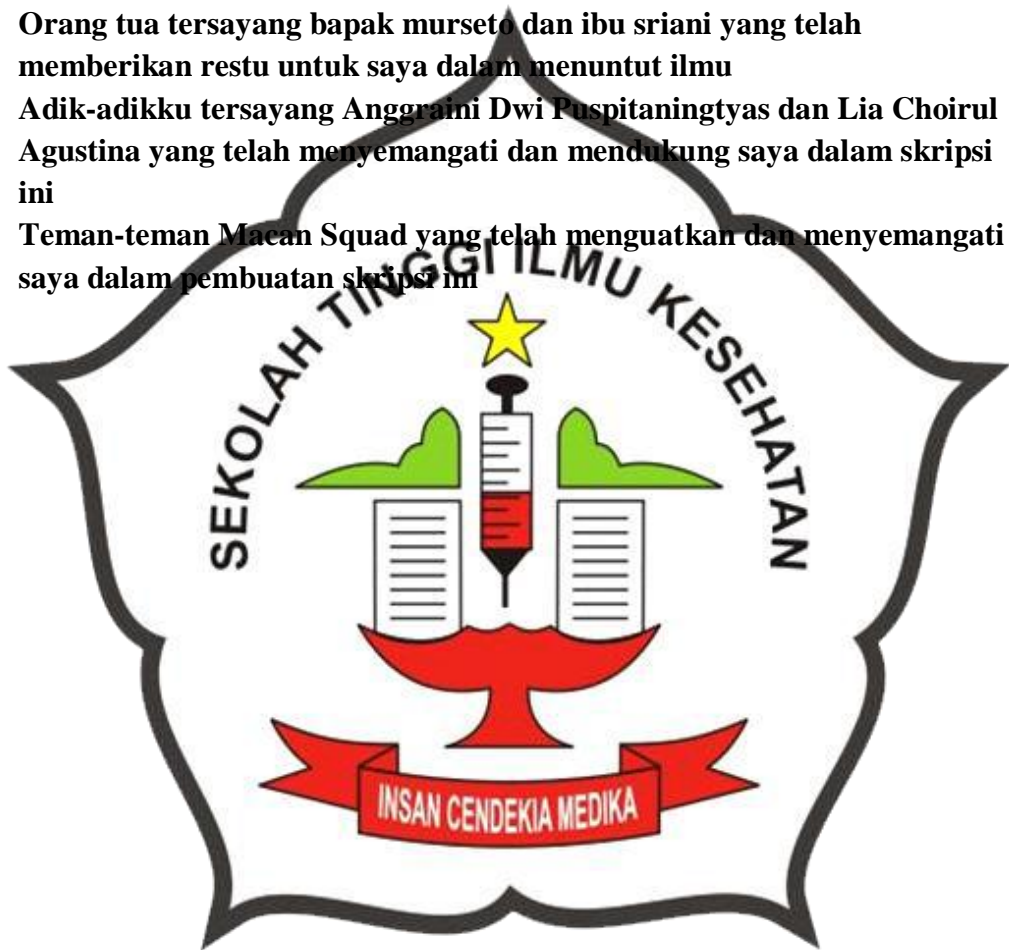 Orang tua tersayang bapak murseto dan ibu sriani yang telah
memberikan restu untuk saya dalam menuntut ilmu
Adik-adikku tersayang Anggraini Dwi Puspitaningtyas dan Lia Choirul
Agustina yang telah menyemangati dan mendukung saya dalam skripsi
ini
Teman-teman Macan Squad yang telah menguatkan dan menyemangati
saya dalam pembuatan skripsi ini
SEKOLAH TINGGI ILMU KESEHATAN
INSAN CENDEKIA MEDIKA